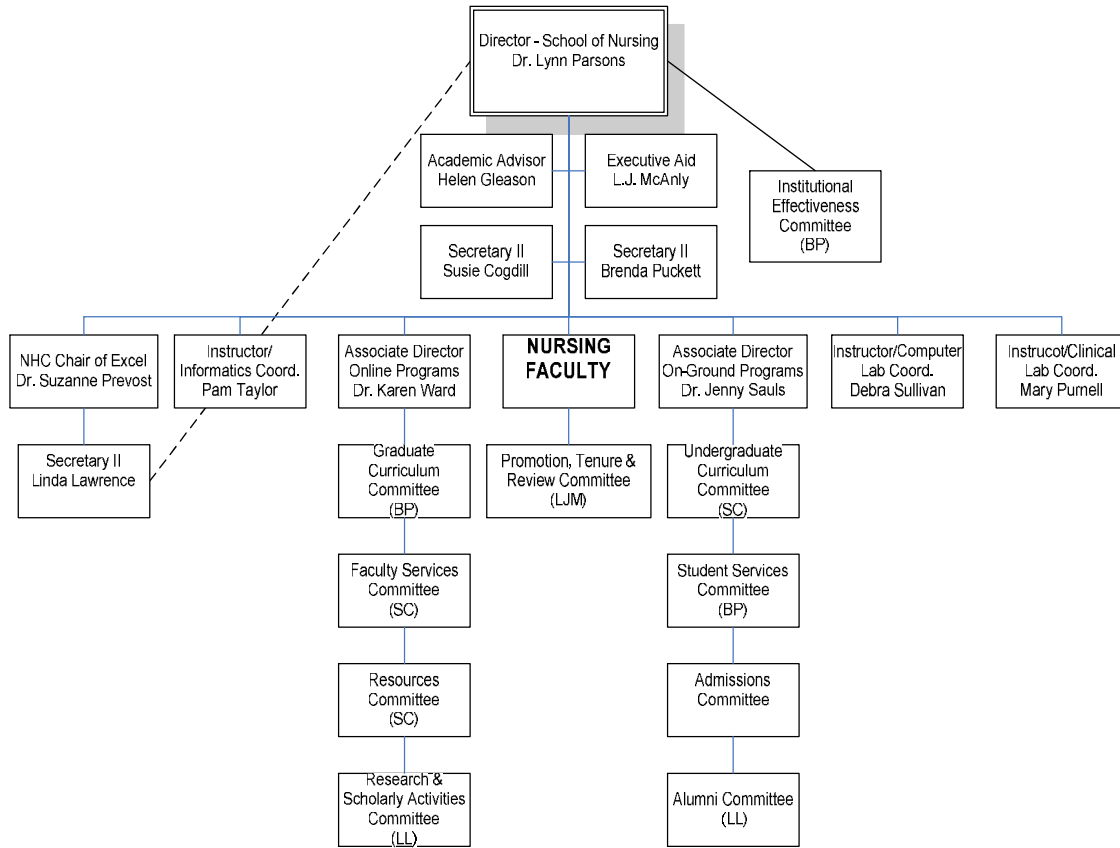 Director - School of Nursing
Dr. Lynn Parsons
Academic Advisor
Helen Gleason
Executive Aid
L.J. McAnly
Institutional
Effectiveness
Committee
(BP)
Secretary II
Susie Cogdill
Secretary II
Brenda Puckett
NHC Chair of Excel
Dr. Suzanne Prevost
Instructor/
Informatics Coord.
Pam Taylor
Associate Director
Online Programs
Dr. Karen Ward
NURSING
FACULTY
Associate Director
On-Ground Programs
Dr. Jenny Sauls
Instructor/Computer
Lab Coord.
Debra Sullivan
Instrucot/Clinical
Lab Coord.
Mary Purnell
Secretary II
Linda Lawrence
Graduate
Curriculum
Committee
(BP)
Promotion, Tenure &
Review Committee
(LJM)
Undergraduate
Curriculum
Committee
(SC)
Faculty Services
Committee
(SC)
Student Services
Committee
(BP)
Resources
Committee
(SC)
Admissions
Committee
Research &
Scholarly Activities
Committee
(LL)
Alumni Committee
(LL)